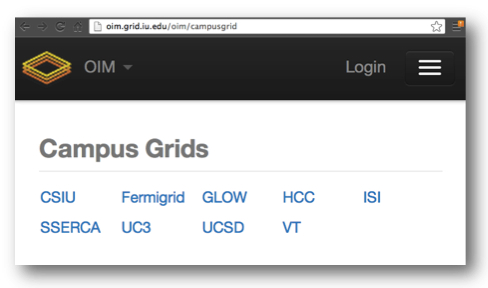 oim.grid.iu.edu/oim/campusgrid
OIM Login
Campus Grids
CSIU Fermigrid GLOW HCC ISI
SSERCA UC3 UCSD VT